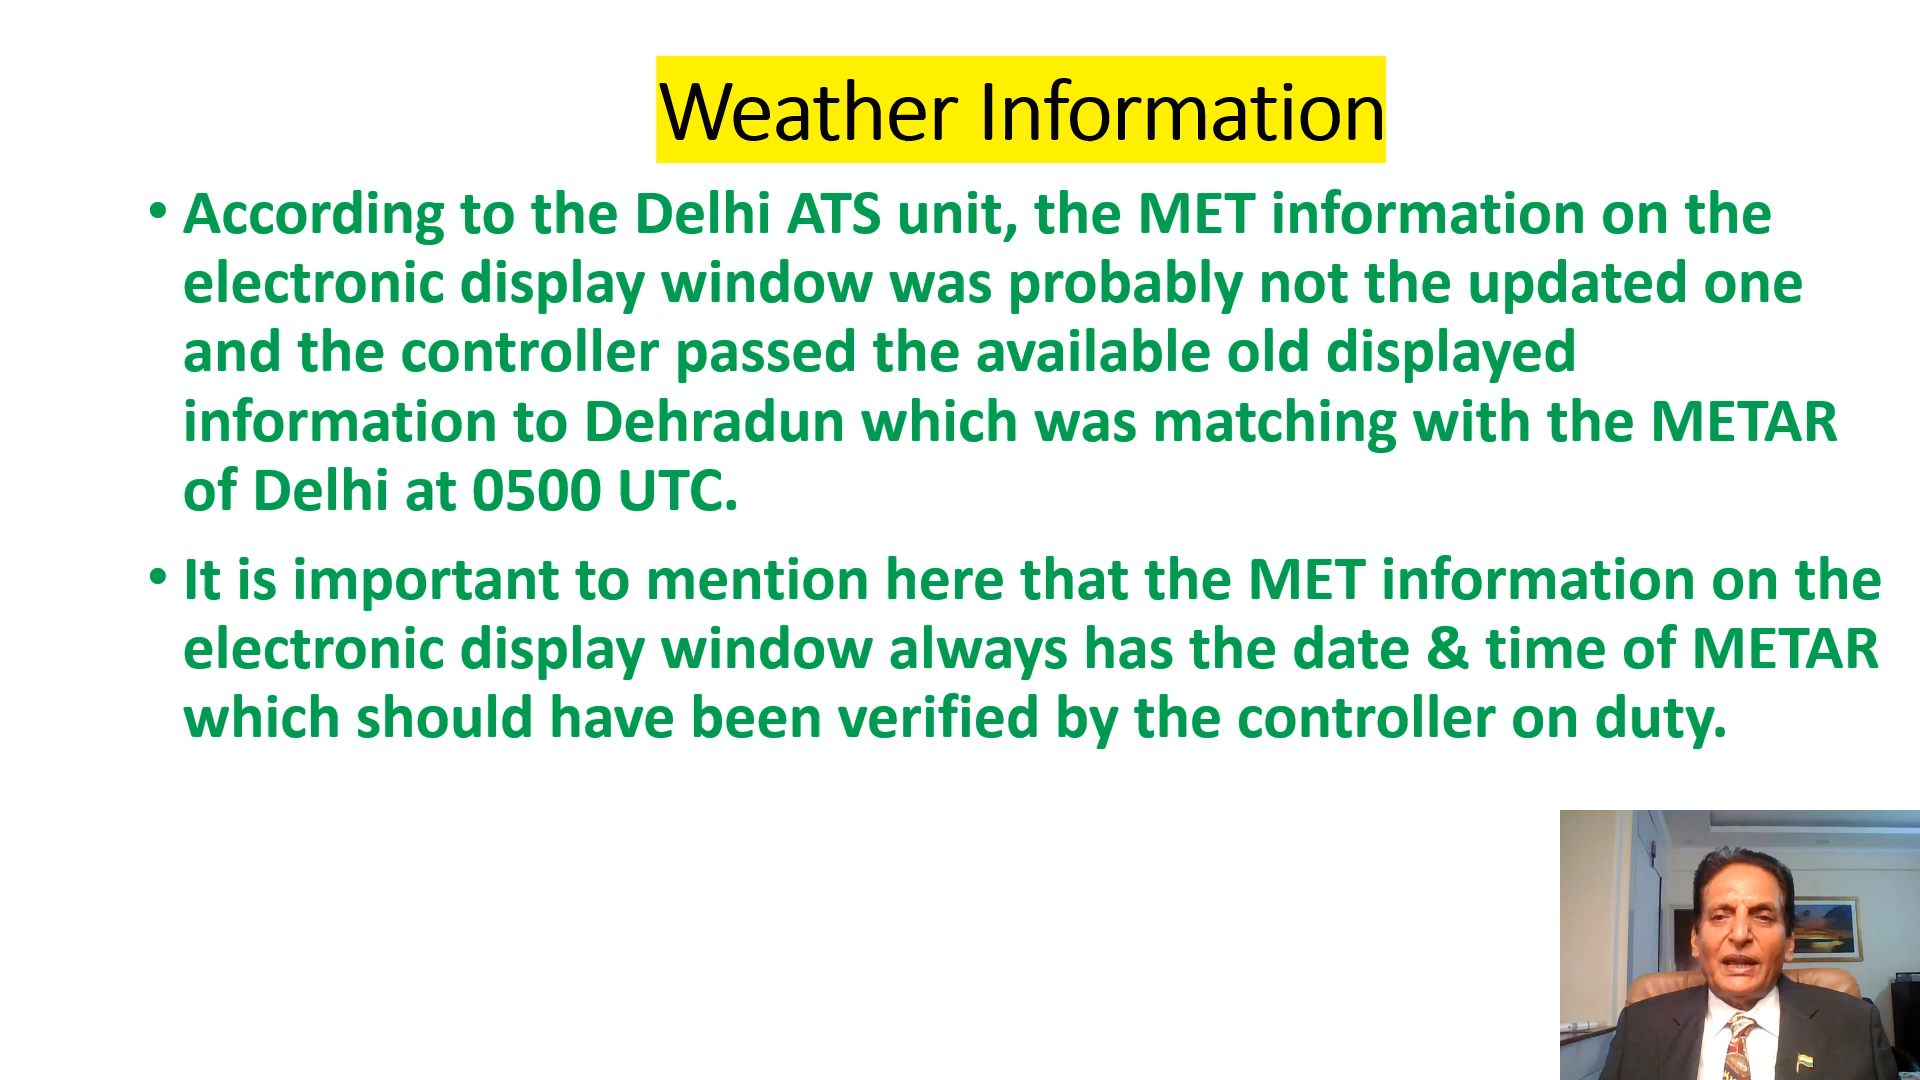 Weather Information
• According to the Delhi ATS unit, the MET information on the
electronic display window was probably not the updated one
and the controller passed the available old displayed
information to Dehradun which was matching with the METAR
of Delhi at 0500 UTC.
• It is important to mention here that the MET information on the
electronic display window always has the date & time of METAR
which should have been verified by the controller on duty.